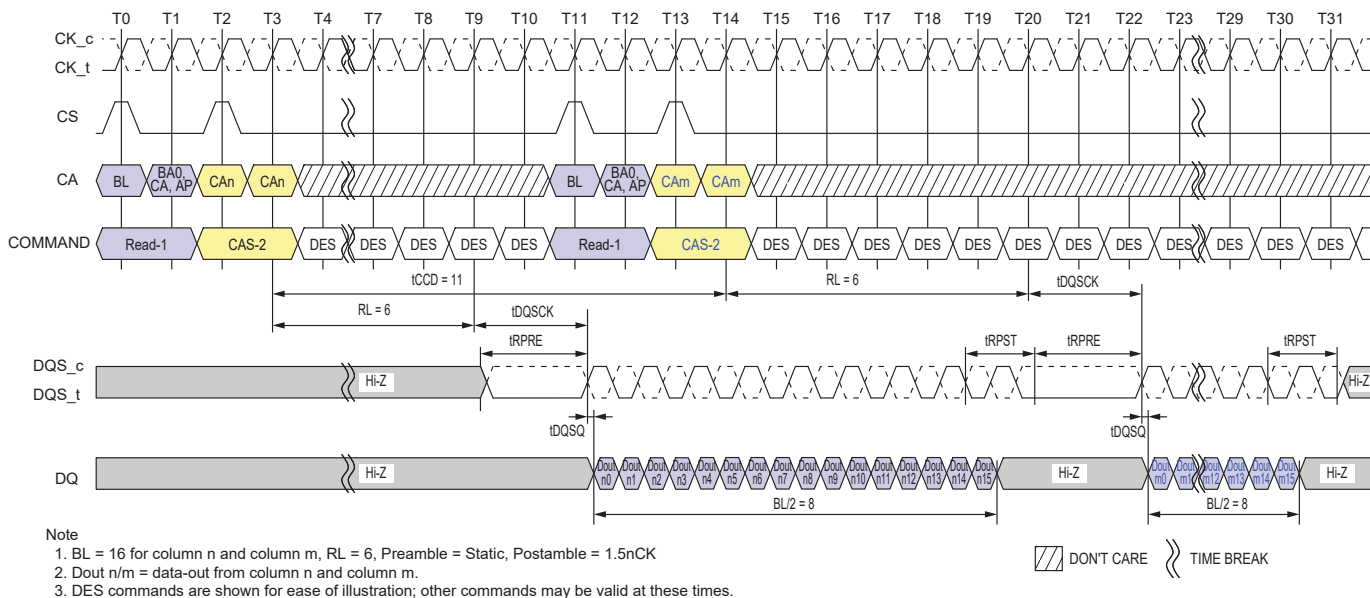 T0 T1 T2 T3 T4 T7 T8 T9 T10 T11 T12 T13 T14 T15 T16 T17 T18 T19 T20 T21 T22 T23 T29 T30 T31
CK_c
CK_t
CS
CA
BL BA0, CA, AP CAn CAn BL BA0, CA, AP CAm CAm
COMMAND
Read-1 CAS-2 DES DES DES DES DES Read-1 CAS-2 DES DES DES DES DES DES DES DES DES DES DES DES
tCCD = 11 RL = 6 tDQSCK
RL = 6 tDQSCK
tRPRE tRPST tRPRE tRPST
DQS_c
DQS_t
Hi-Z Hi-Z
tDQSQ tDQSQ
DQ
Hi-Z Dout n0 Dout n1 Dout n2 Dout n3 Dout n4 Dout n5 Dout n6 Dout n7 Dout n8 Dout n9 Dout n10 Dout n11 Dout n12 Dout n13 Dout n14 Dout n15 Hi-Z Dout m0 Dout m1 Dout m12 Dout m13 Dout m14 Dout m15 Hi-Z
BL/2 = 8 BL/2 = 8
Note
1. BL = 16 for column n and column m, RL = 6, Preamble = Static, Postamble = 1.5nCK
2. Dout n/m = data-out from column n and column m.
3. DES commands are shown for ease of illustration; other commands may be valid at these times.
DON'T CARE TIME BREAK